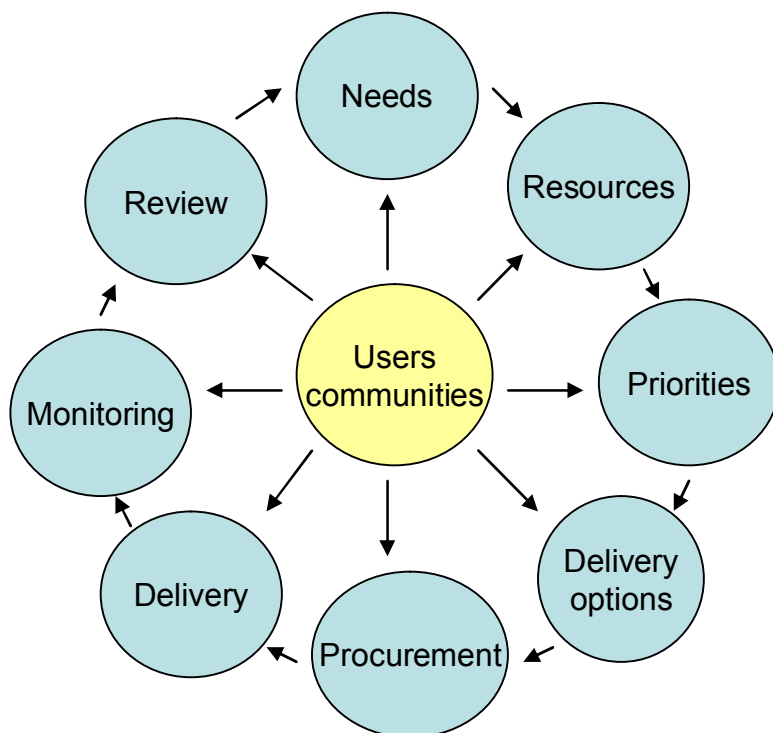 Needs
Resources
Review
Users
communities
Priorities
Monitoring
Delivery
options
Delivery
Procurement